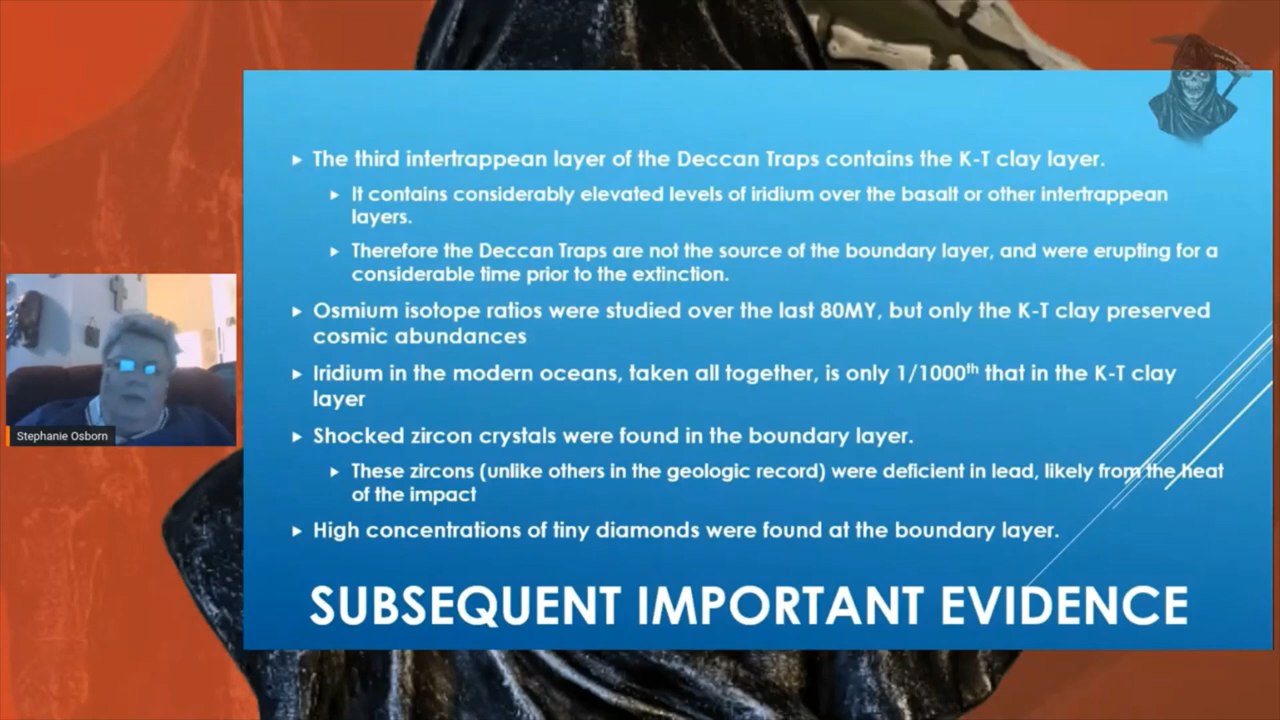 The third intertrappean layer of the Deccan Traps contains the K-T clay layer.
It contains considerably elevated levels of iridium over the basalt or other intertrappean
layers.
Therefore the Deccan Traps are not the source of the boundary layer, and were erupting for a
considerable time prior to the extinction.
Osmium isotope ratios were studied over the last 80MY, but only the K-T clay preserved
cosmic abundances
Iridium in the modern oceans, taken all together, is only 1/1000th that in the K-T clay
layer
Shocked zircon crystals were found in the boundary layer.
These zircons (unlike others in the geologic record) were deficient in lead, likely from the heat
of the impact
High concentrations of tiny diamonds were found at the boundary layer.
SUBSEQUENT IMPORTANT EVIDENCE
Stephanie Osborn